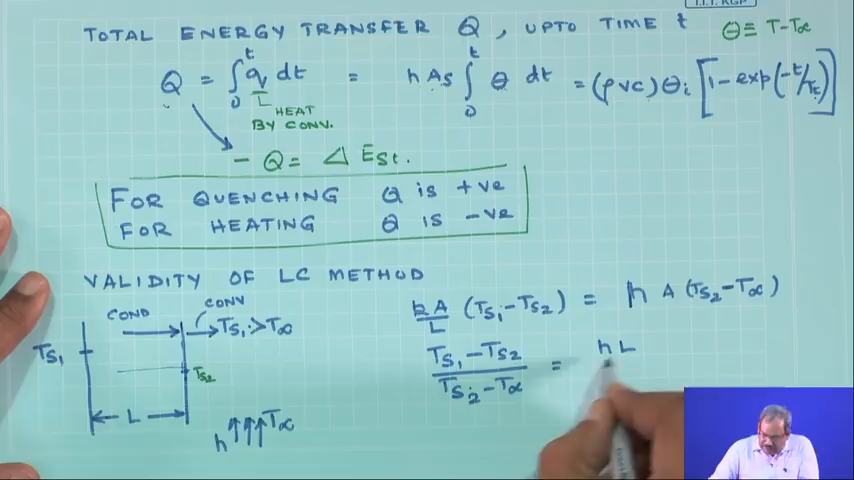 I.I.T. KGP
TOTAL ENERGY TRANSFER Q, UPTO TIME t
θ ≡ T-T∞
Q = ∫₀ᵗ q dt = h As ∫₀ᵗ θ dt = (ρVC) θi [1 - exp(-t/τt)]
HEAT
BY CONV.
- Q = Δ ESt.
FOR QUENCHING Q is +ve
FOR HEATING Q IS -ve
VALIDITY OF LC METHOD
COND CONV
TS1 > T∞
TS1
TS2
L
h T∞
kA/L (TS1 - TS2) = h A (TS2 - T∞)
(TS1 - TS2)/(TS2 - T∞) = hL